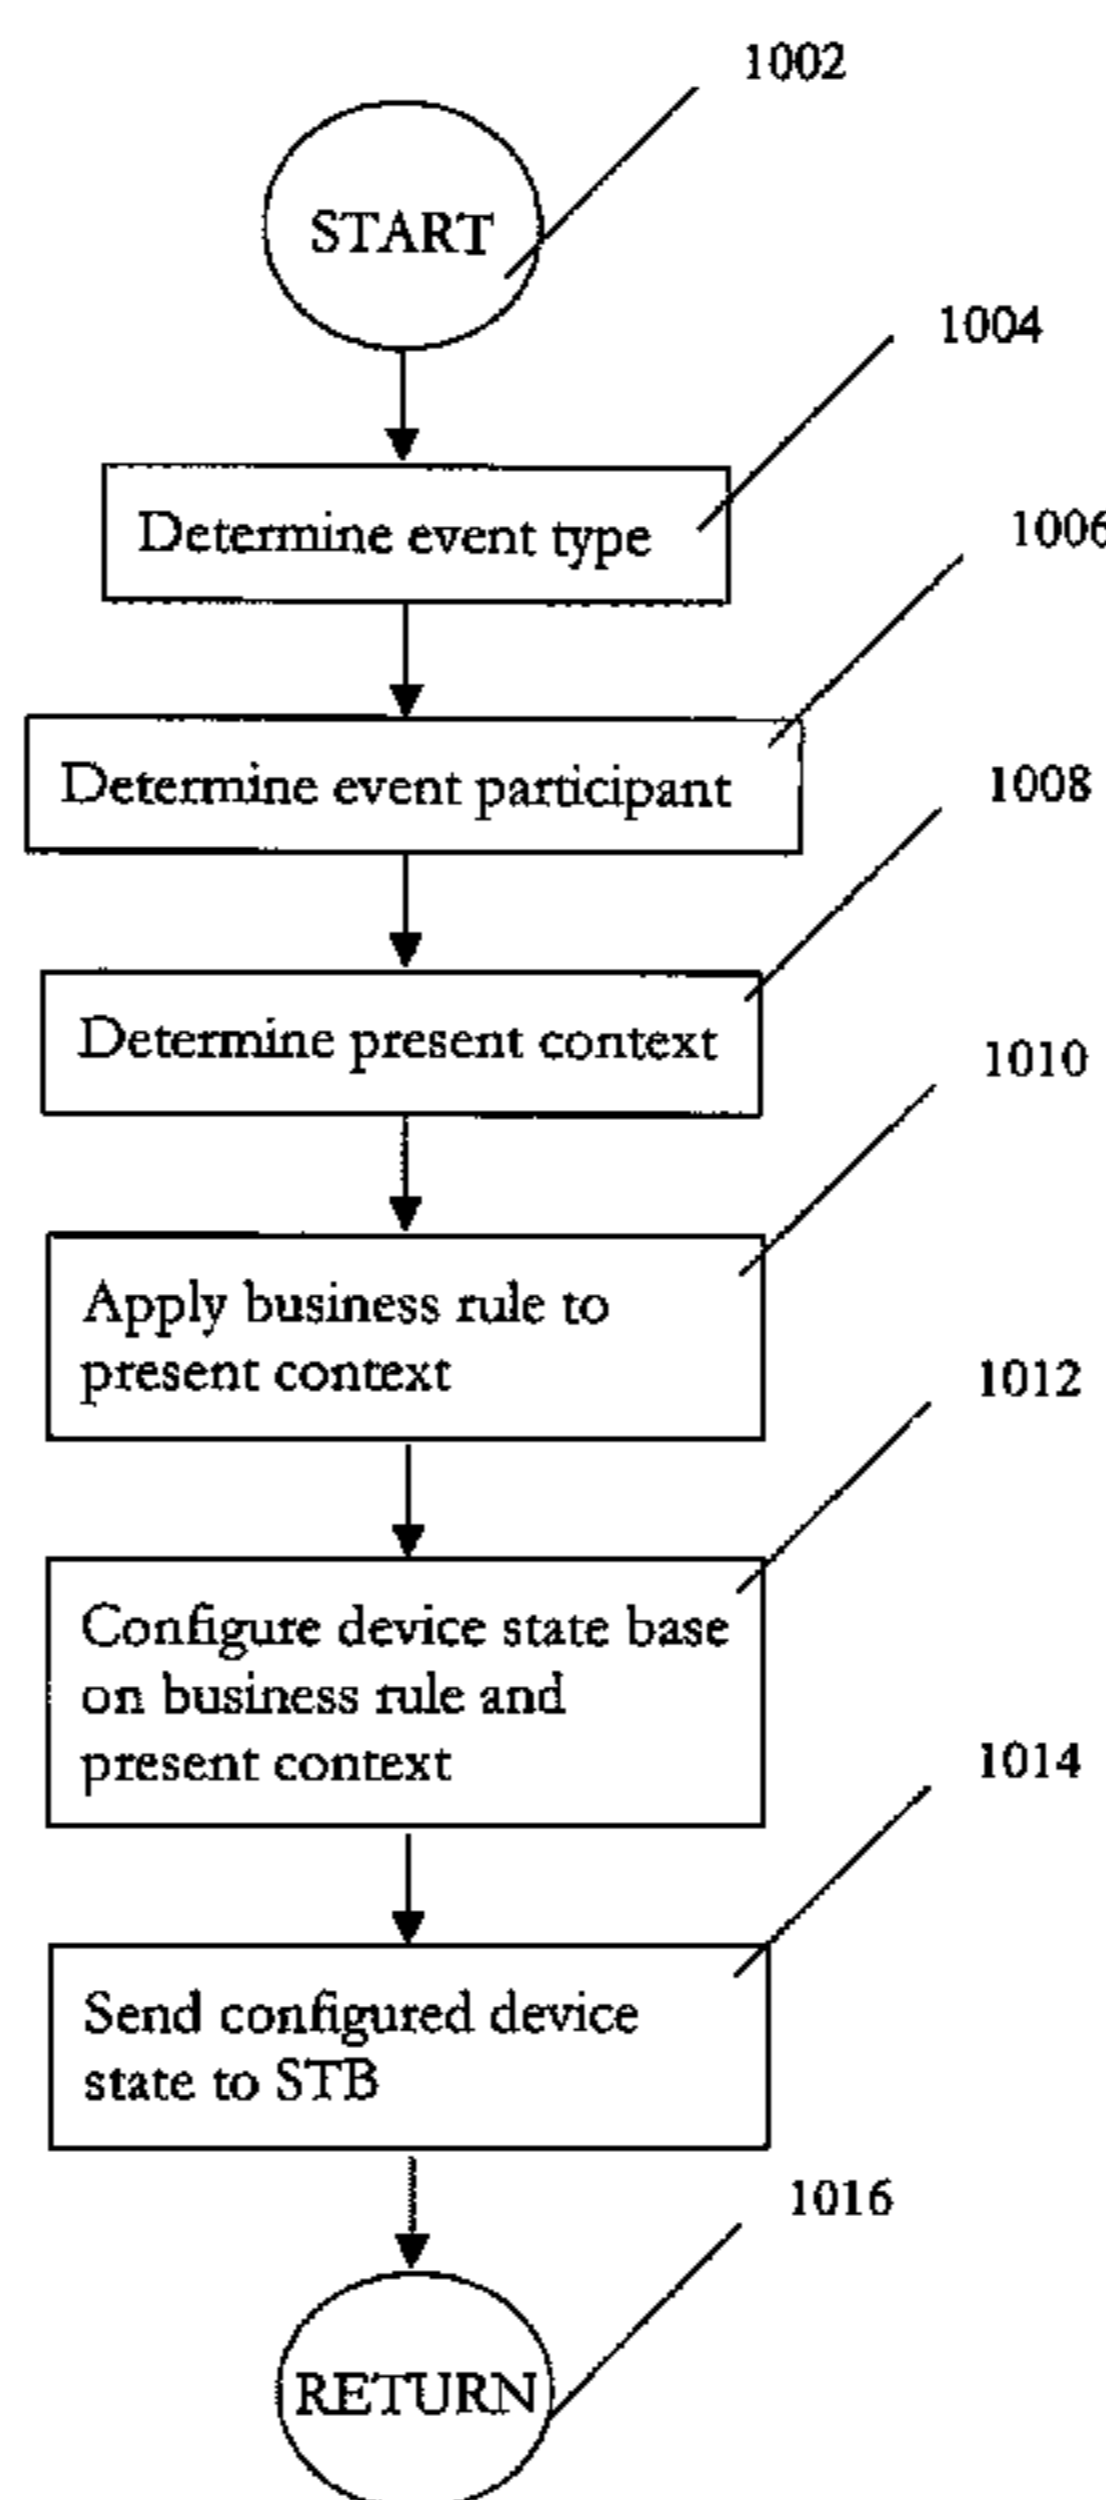 1002
START
1004
Determine event type
1006
Determine event participant
1008
Determine present context
1010
Apply business rule to
present context
1012
Configure device state base
on business rule and
present context
1014
Send configured device
state to STB
1016
RETURN